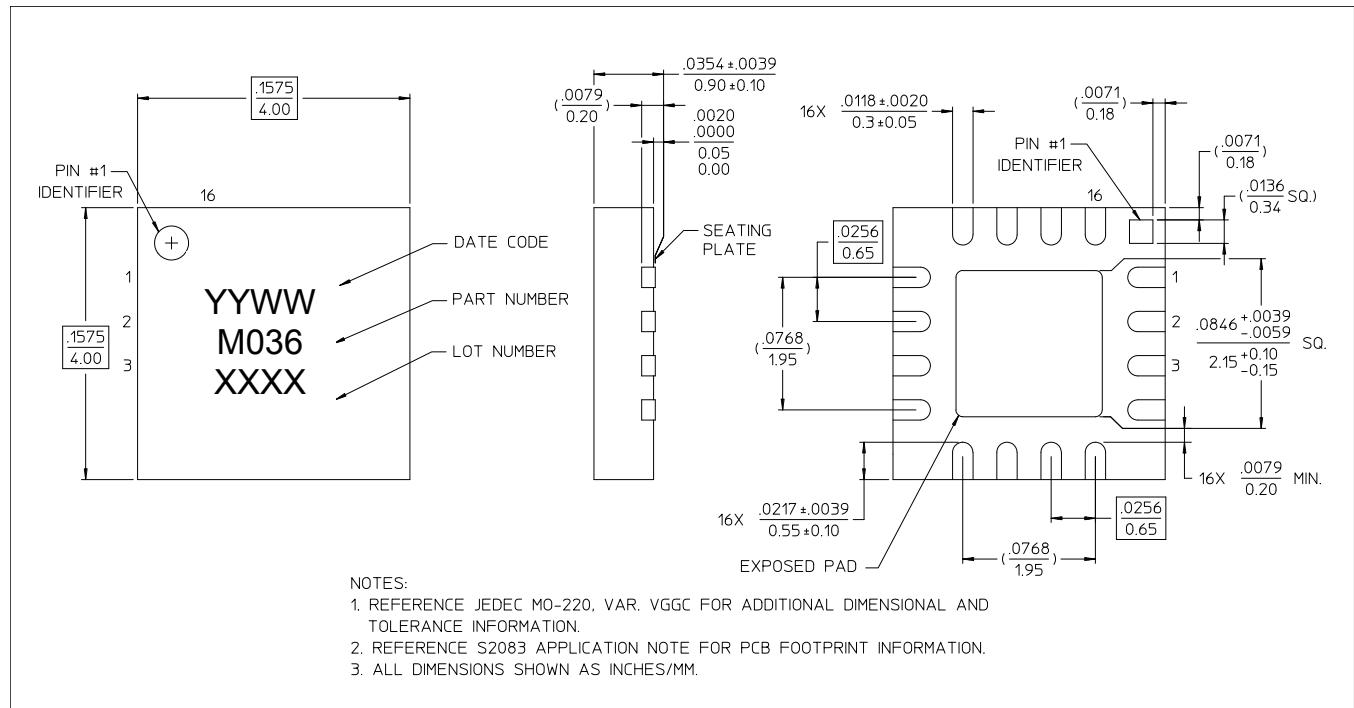 .1575
4.00
PIN #1
IDENTIFIER
16
1
2
3
.1575
4.00
YYWW
M036
XXXX
DATE CODE
PART NUMBER
LOT NUMBER
.0354 ±.0039
0.90 ±0.10
(.0079
0.20)
.0020
.0000
0.05
0.00
SEATING
PLATE
16X .0118 ±.0020
0.3 ±0.05
(.0071
0.18)
PIN #1
IDENTIFIER
16
(.0071
0.18)
(.0136
0.34 SQ.)
.0256
0.65
(.0768
1.95)
1
2
3
.0846 +.0039
-.0059
2.15 +0.10
-0.15
SQ.
16X .0079
0.20 MIN.
16X .0217 ±.0039
0.55 ±0.10
.0256
0.65
(.0768
1.95)
EXPOSED PAD
NOTES:
1. REFERENCE JEDEC MO-220, VAR. VGGC FOR ADDITIONAL DIMENSIONAL AND
TOLERANCE INFORMATION.
2. REFERENCE S2083 APPLICATION NOTE FOR PCB FOOTPRINT INFORMATION.
3. ALL DIMENSIONS SHOWN AS INCHES/MM.